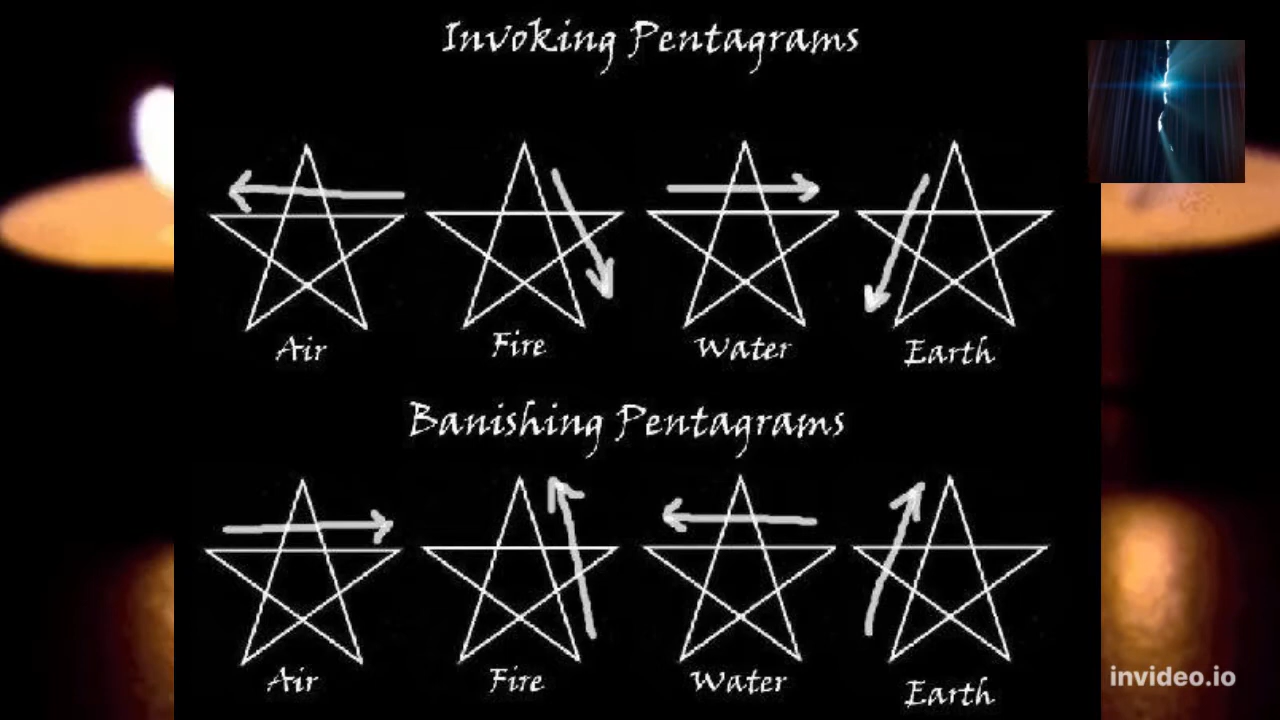 Invoking Pentagrams
Air Fire Water Earth
Banishing Pentagrams
Air Fire Water Earth
invideo.io